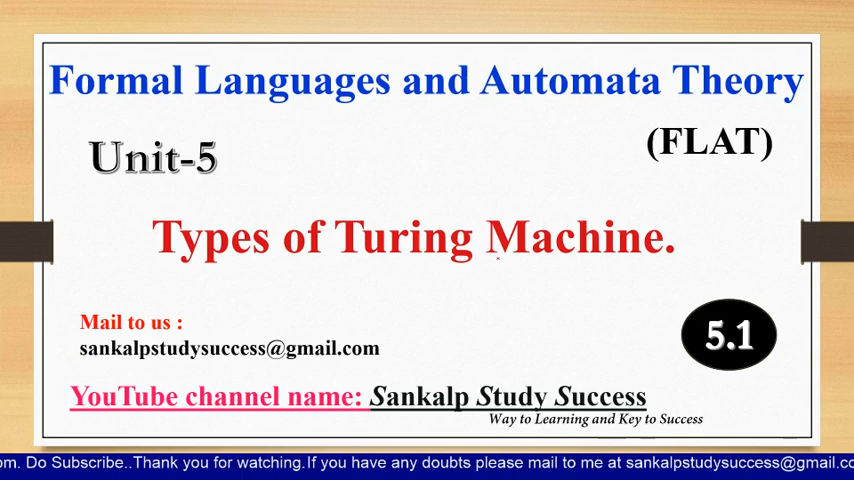 Formal Languages and Automata Theory
(FLAT)
Unit-5
Types of Turing Machine.
Mail to us :
sankalpstudysuccess@gmail.com
5.1
YouTube channel name: Sankalp Study Success
Way to Learning and Key to Success
om. Do Subscribe..Thank you for watching.If you have any doubts please mail to me at sankalpstudysuccess@gmail.co